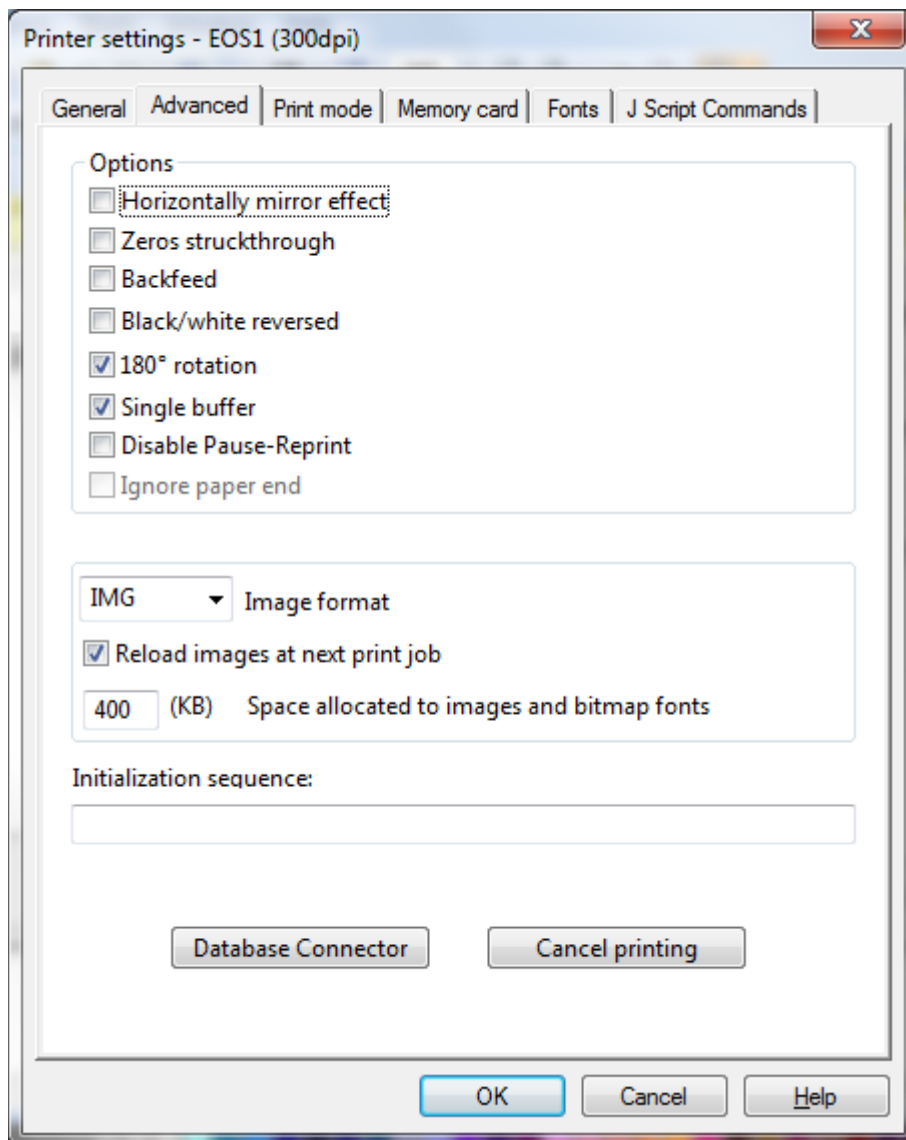 Printer settings - EOS1 (300dpi)
General Advanced Print mode Memory card Fonts J Script Commands
Options
Horizontally mirror effect
Zeros struckthrough
Backfeed
Black/white reversed
180° rotation
Single buffer
Disable Pause-Reprint
Ignore paper end
IMG Image format
Reload images at next print job
400 (KB) Space allocated to images and bitmap fonts
Initialization sequence:
Database Connector Cancel printing
OK Cancel Help